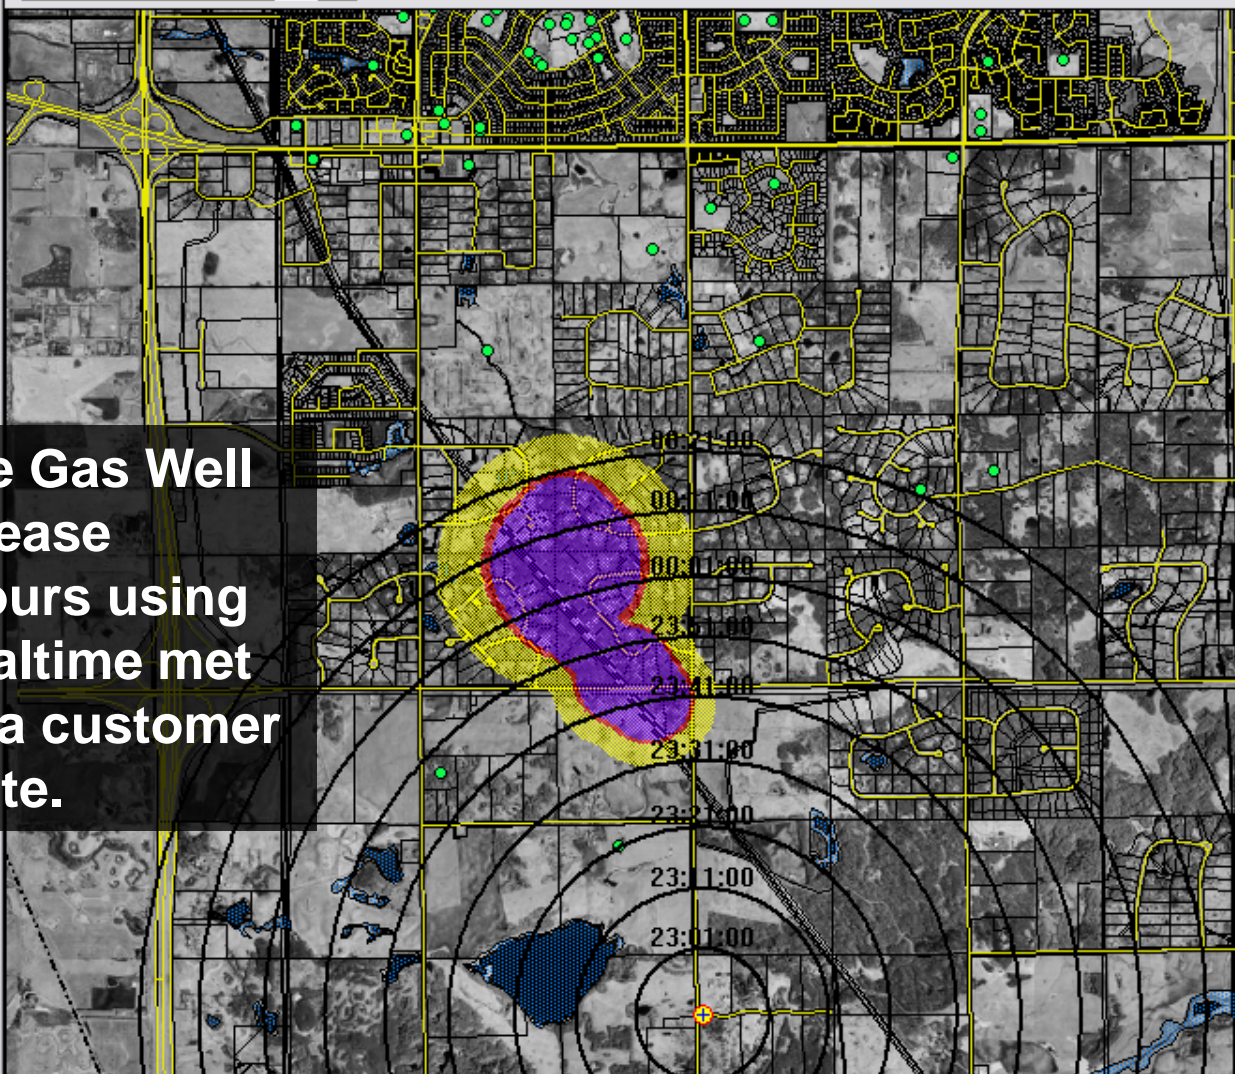 e Gas Well
ease
ours using
altime met
a customer
te.
00:21:00
00:11:00
00:01:00
23:51:00
23:41:00
23:31:00
23:21:00
23:11:00
23:01:00